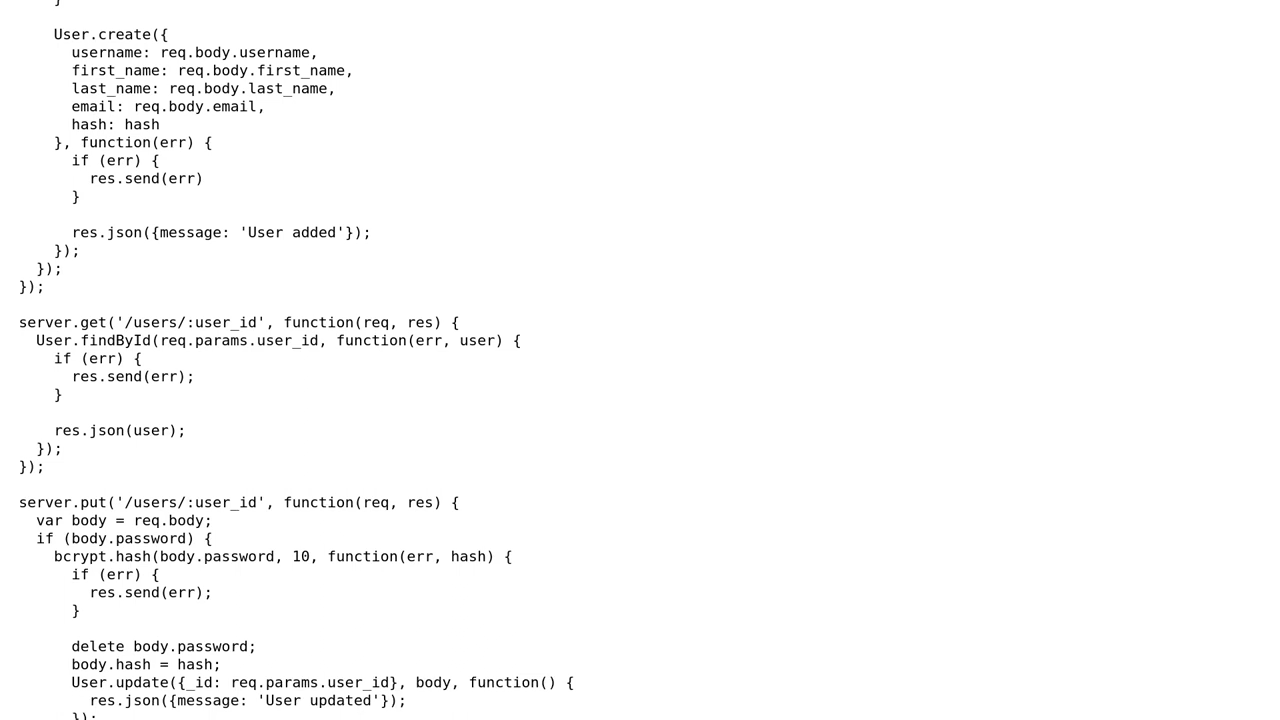 }
User.create({
username: req.body.username,
first_name: req.body.first_name,
last_name: req.body.last_name,
email: req.body.email,
hash: hash
}, function(err) {
if (err) {
res.send(err)
}
res.json({message: 'User added'});
});
});
});
server.get('/users/:user_id', function(req, res) {
User.findById(req.params.user_id, function(err, user) {
if (err) {
res.send(err);
}
res.json(user);
});
});
server.put('/users/:user_id', function(req, res) {
var body = req.body;
if (body.password) {
bcrypt.hash(body.password, 10, function(err, hash) {
if (err) {
res.send(err);
}
delete body.password;
body.hash = hash;
User.update({_id: req.params.user_id}, body, function() {
res.json({message: 'User updated'});
});